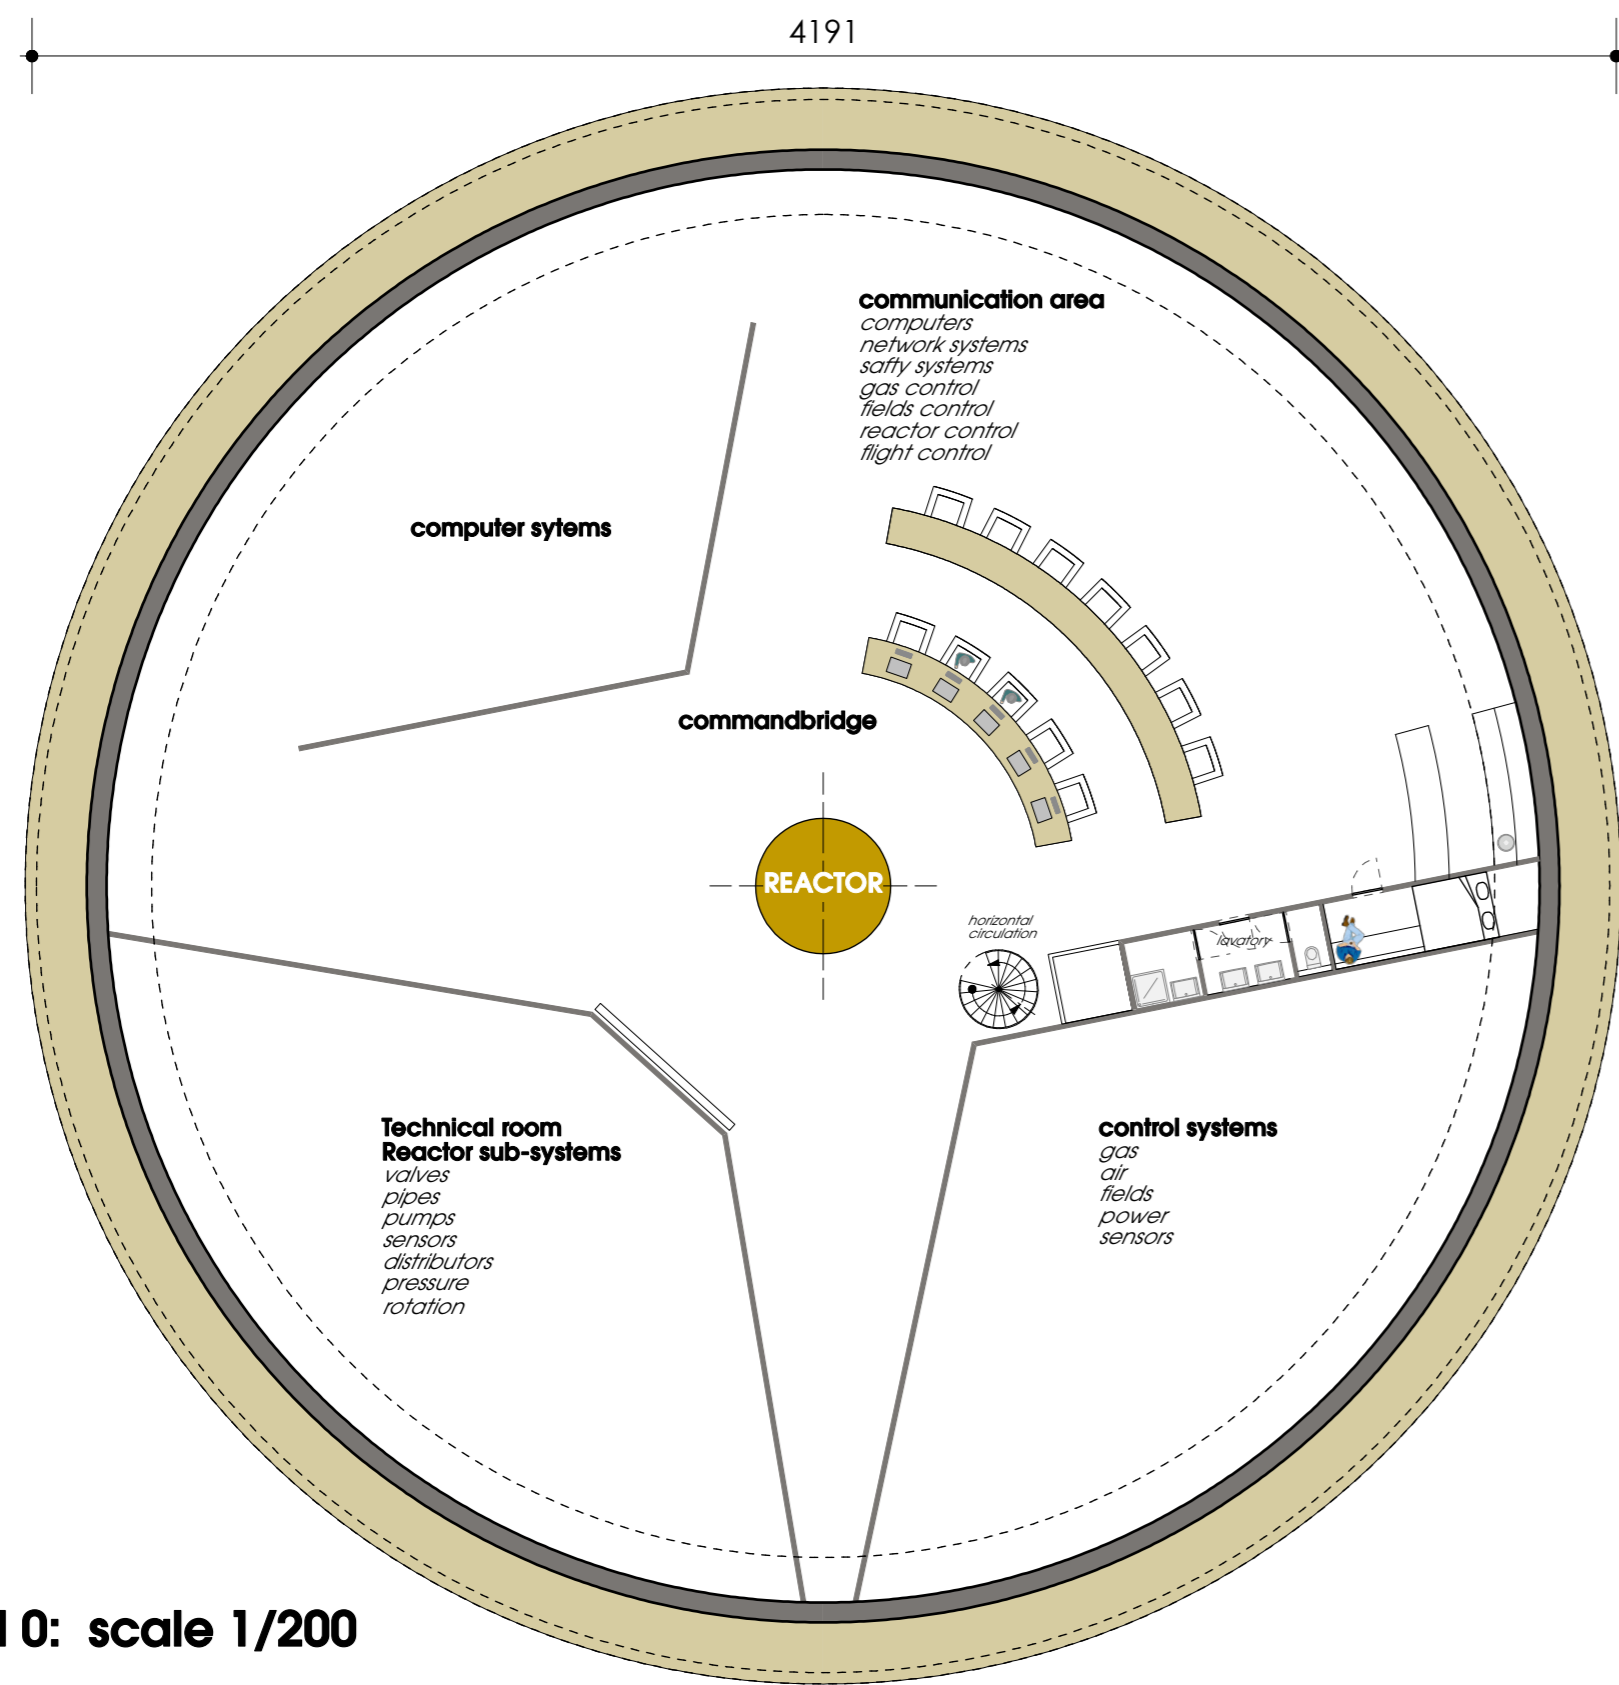 4191
communication area
computers
network systems
safty systems
gas control
fields control
reactor control
flight control
computer sytems
commandbridge
REACTOR
horizontal
circulation
lavatory
Technical room
Reactor sub-systems
valves
pipes
pumps
sensors
distributors
pressure
rotation
control systems
gas
air
fields
power
sensors
0: scale 1/200